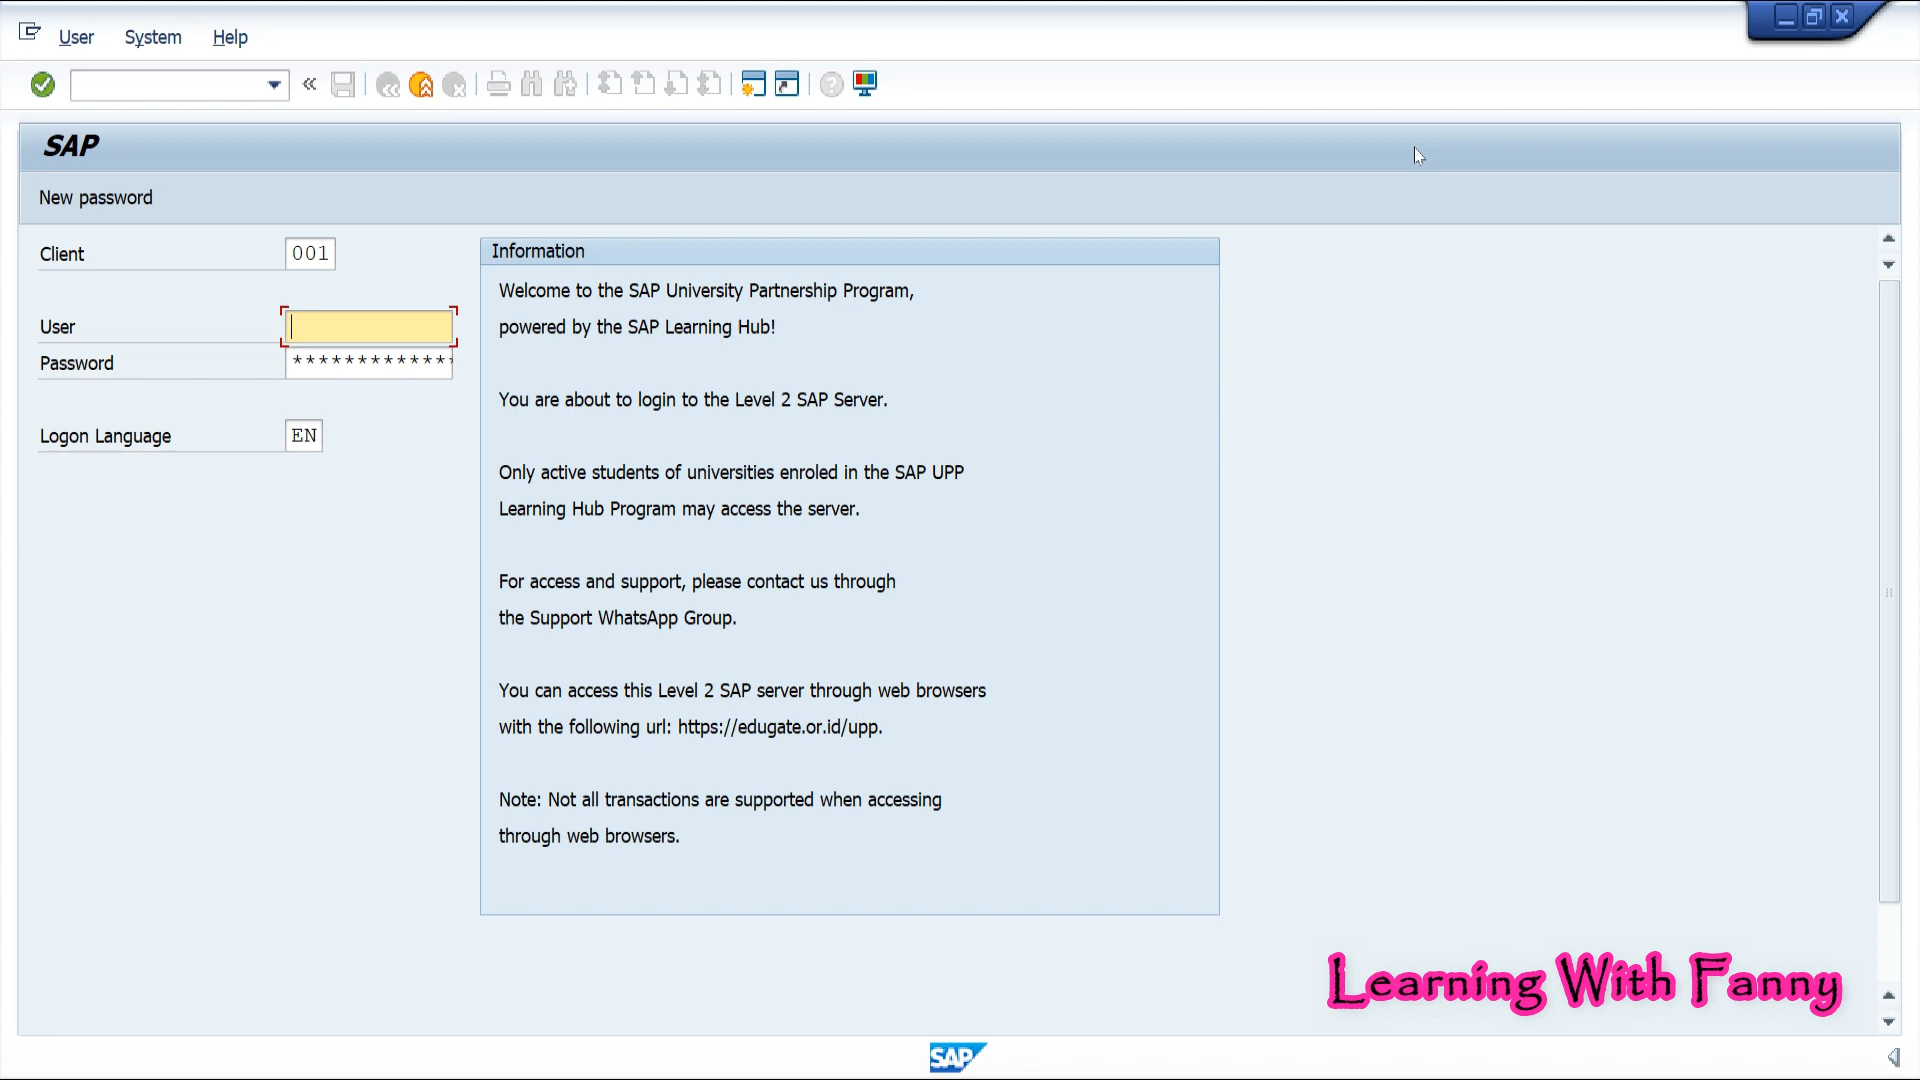 User System Help
SAP
New password
Client 001
User
Password *************
Logon Language EN
Information
Welcome to the SAP University Partnership Program,
powered by the SAP Learning Hub!
You are about to login to the Level 2 SAP Server.
Only active students of universities enroled in the SAP UPP
Learning Hub Program may access the server.
For access and support, please contact us through
the Support WhatsApp Group.
You can access this Level 2 SAP server through web browsers
with the following url: https://edugate.or.id/upp.
Note: Not all transactions are supported when accessing
through web browsers.
Learning With Fanny
SAP